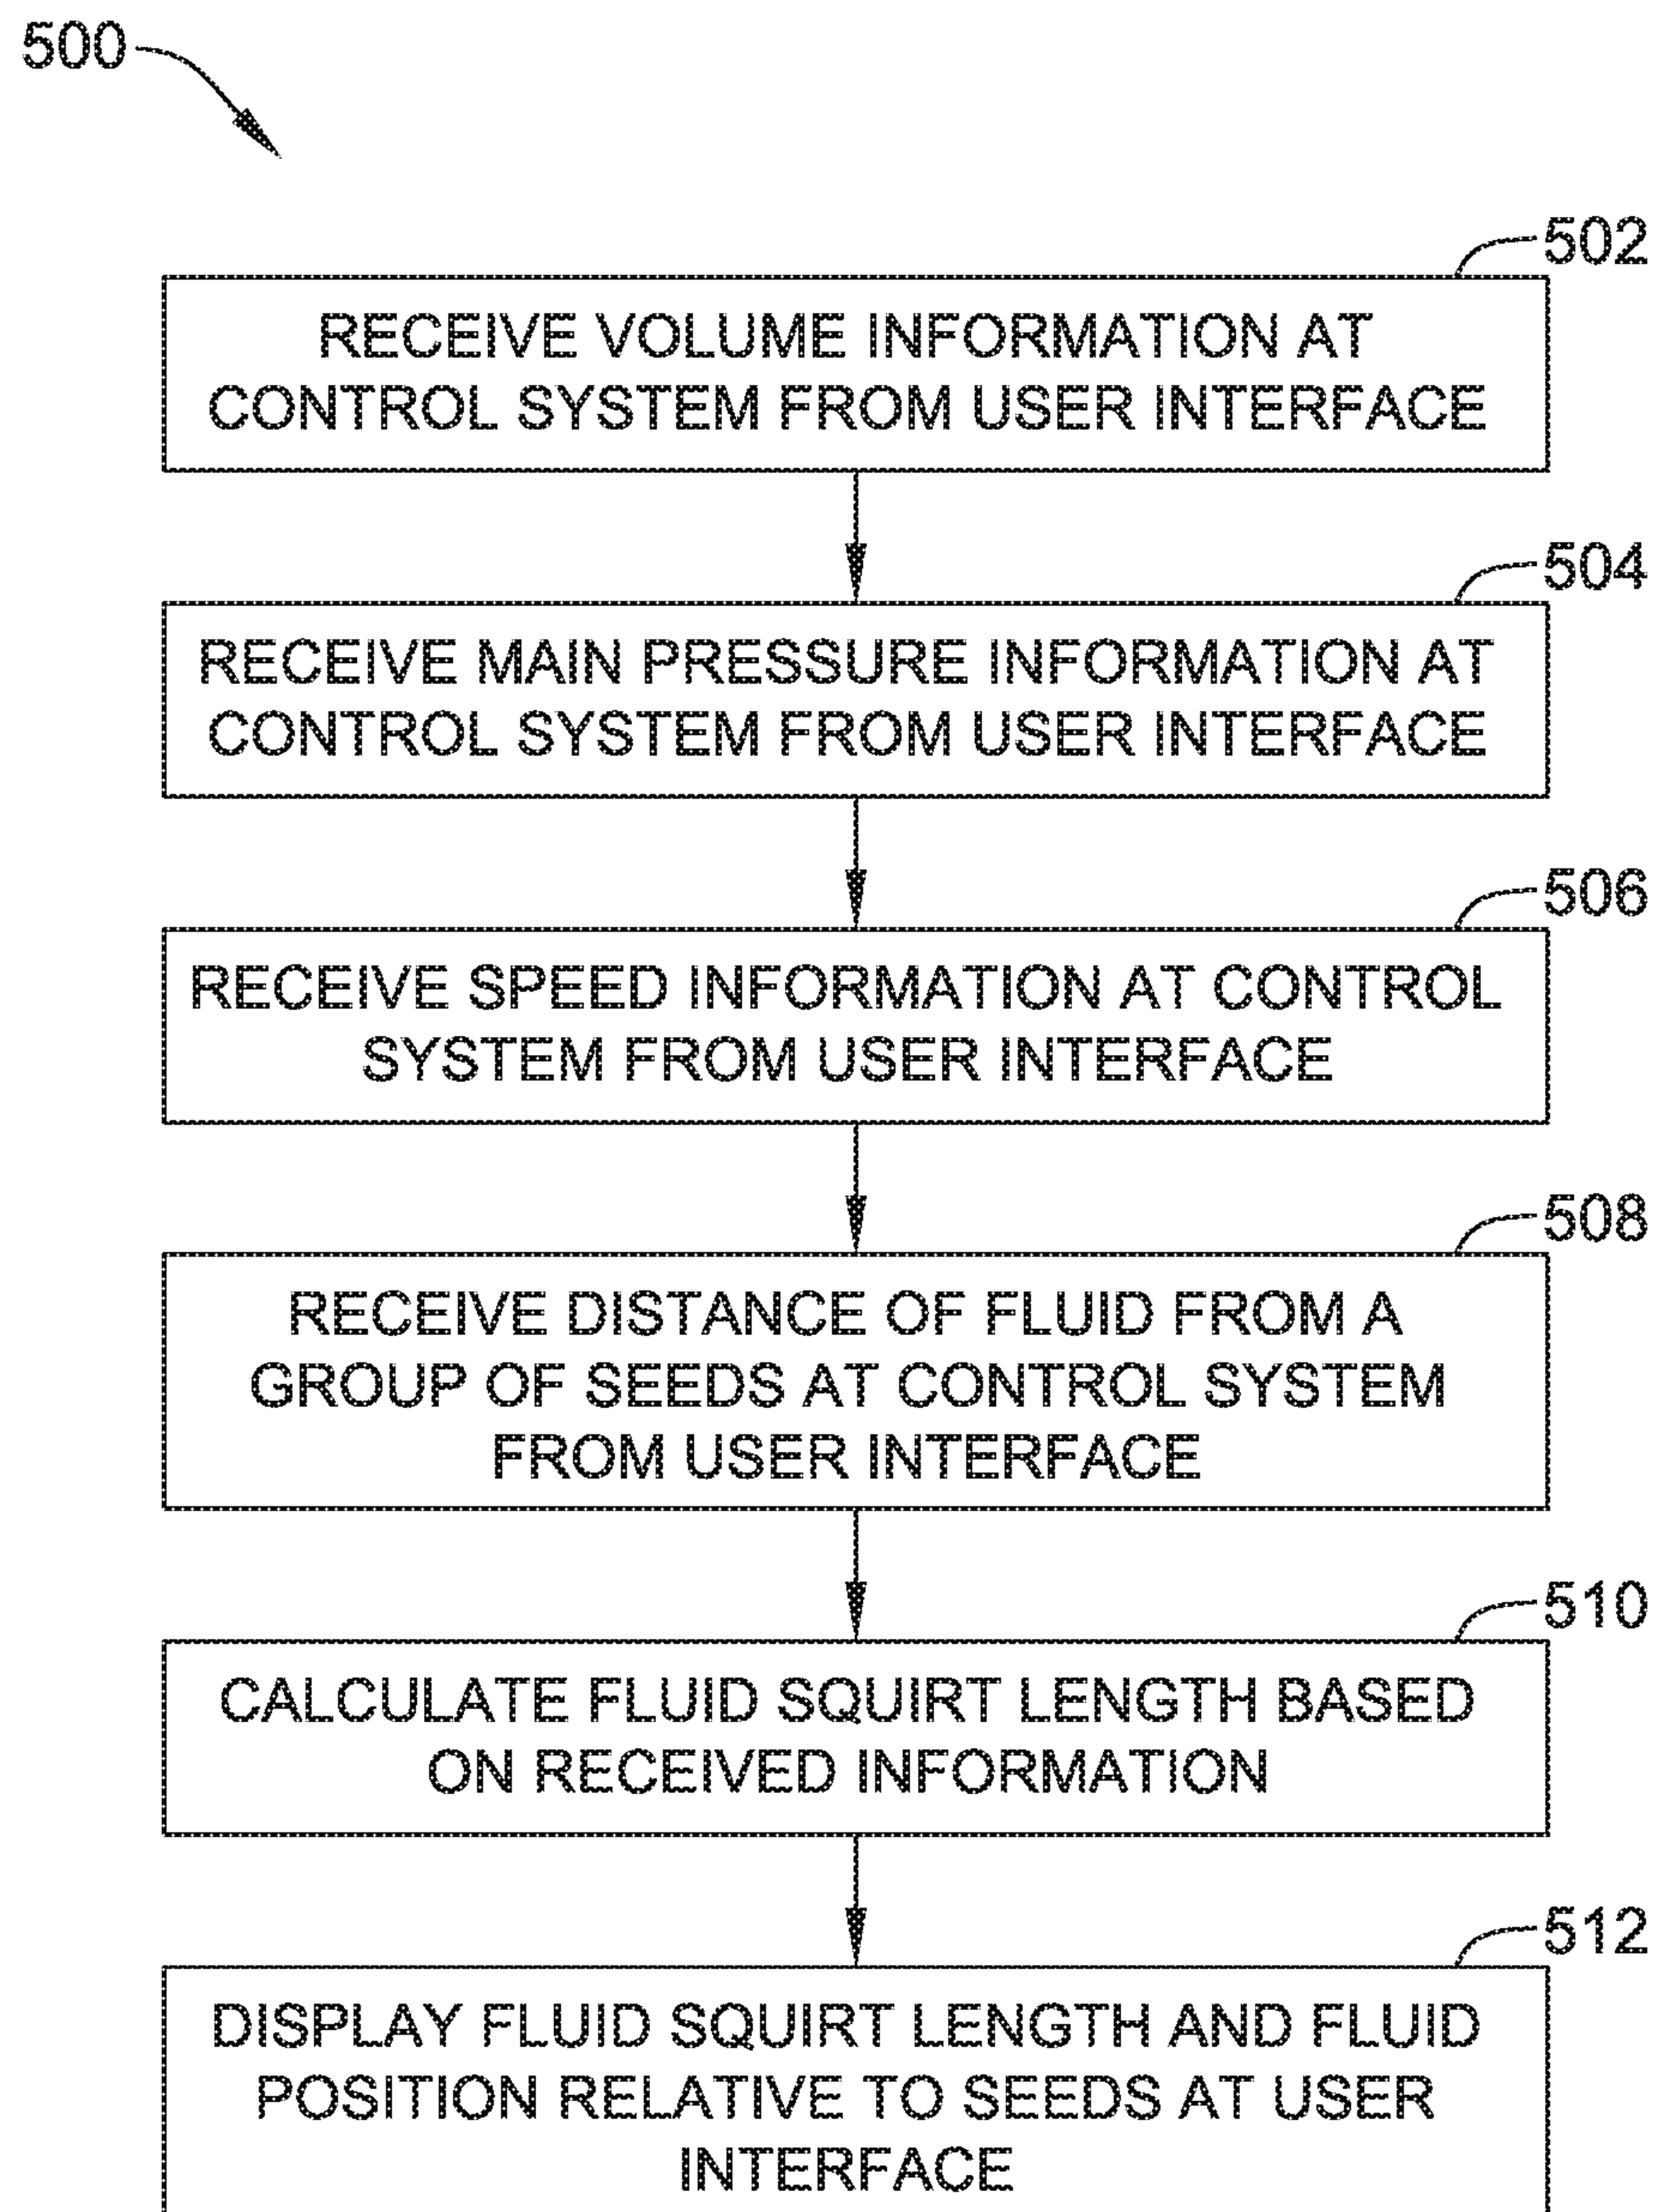 500
502
RECEIVE VOLUME INFORMATION AT
CONTROL SYSTEM FROM USER INTERFACE
504
RECEIVE MAIN PRESSURE INFORMATION AT
CONTROL SYSTEM FROM USER INTERFACE
506
RECEIVE SPEED INFORMATION AT CONTROL
SYSTEM FROM USER INTERFACE
508
RECEIVE DISTANCE OF FLUID FROM A
GROUP OF SEEDS AT CONTROL SYSTEM
FROM USER INTERFACE
510
CALCULATE FLUID SQUIRT LENGTH BASED
ON RECEIVED INFORMATION
512
DISPLAY FLUID SQUIRT LENGTH AND FLUID
POSITION RELATIVE TO SEEDS AT USER
INTERFACE